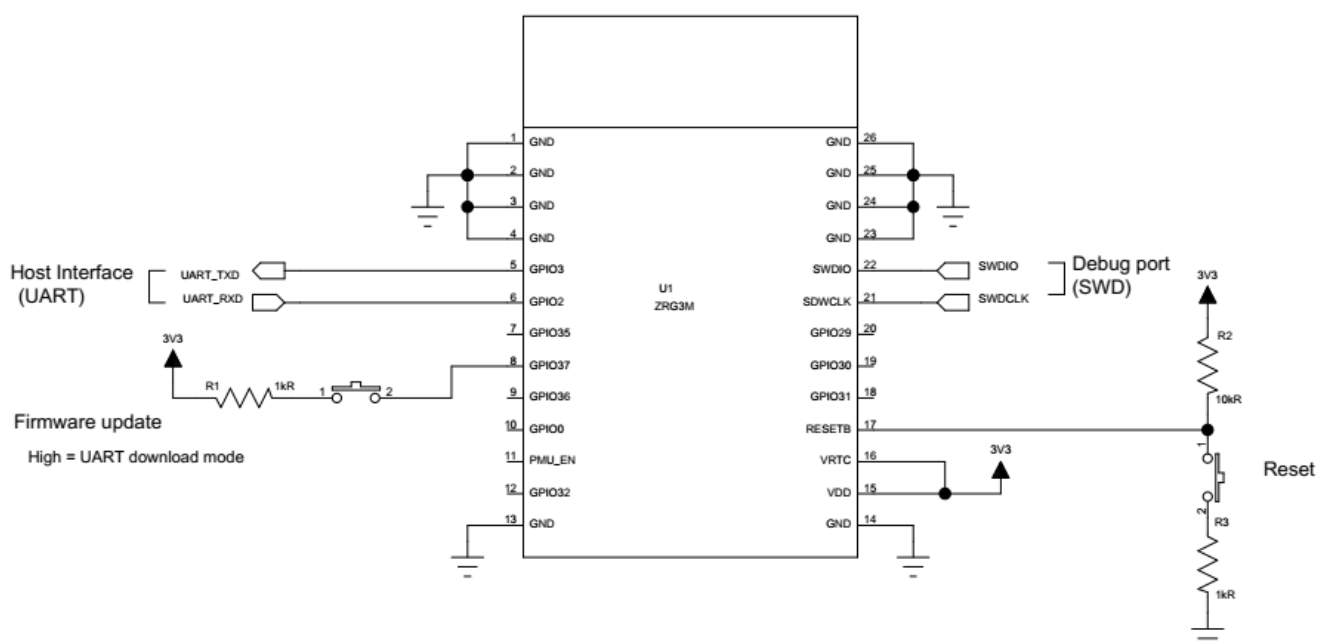 1 GND
2 GND
3 GND
4 GND
5 GPIO3
6 GPIO2
7 GPIO35
8 GPIO37
9 GPIO36
10 GPIO0
11 PMU_EN
12 GPIO32
13 GND
U1
ZRG3M
GND 26
GND 25
GND 24
GND 23
SWDIO 22
SDWCLK 21
GPIO29 20
GPIO30 19
GPIO31 18
RESETB 17
VRTC 16
VDD 15
GND 14
Host Interface
(UART)
UART_TXD
UART_RXD
3V3
R1 1kR 1 2
Firmware update
High = UART download mode
SWDIO
SWDCLK
Debug port
(SWD)
3V3
3V3
R2
10kR
1
2
Reset
R3
1kR